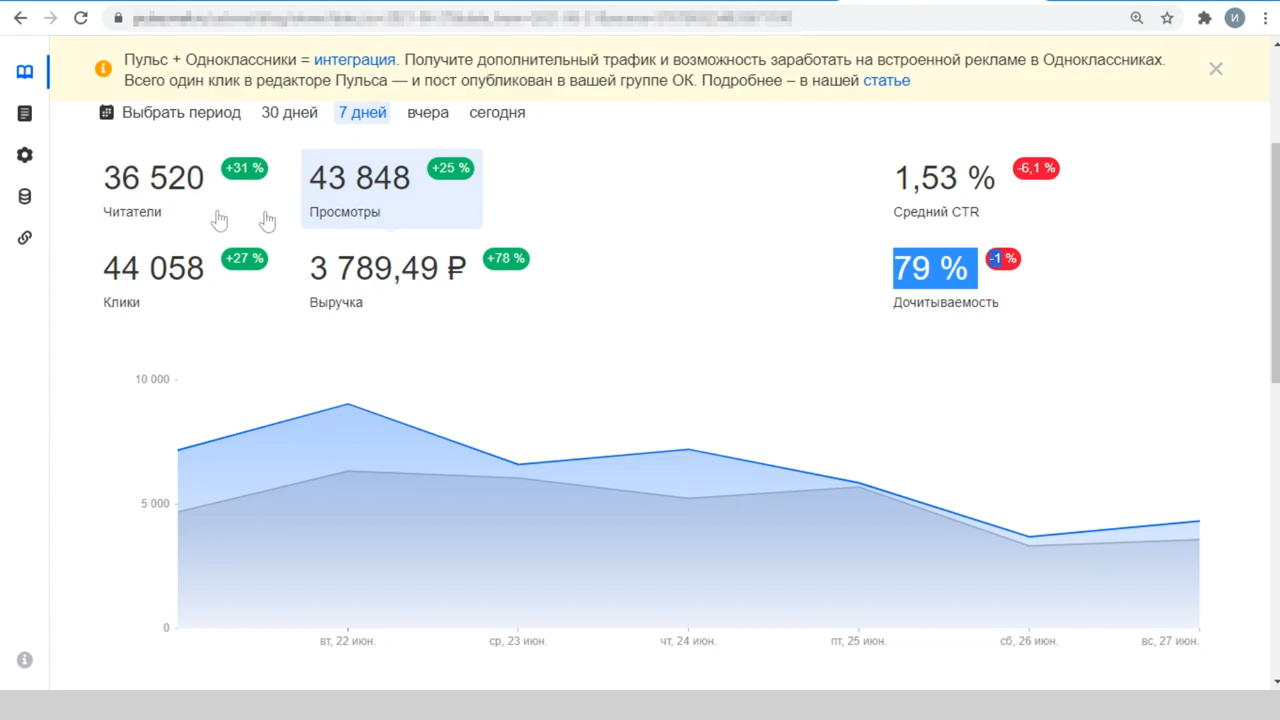 Пульс + Одноклассники = интеграция. Получите дополнительный трафик и возможность заработать на встроенной рекламе в Одноклассниках.
Всего один клик в редакторе Пульса — и пост опубликован в вашей группе ОК. Подробнее – в нашей статье
Выбрать период 30 дней 7 дней вчера сегодня
36 520 +31 % 43 848 +25 % 1,53 % -6,1 %
Читатели Просмотры Средний CTR
44 058 +27 % 3 789,49 ₽ +78 % 79 % -1 %
Клики Выручка Дочитываемость
10 000
5 000
0
вт, 22 июн. ср, 23 июн. чт, 24 июн. пт, 25 июн. сб, 26 июн. вс, 27 июн.
И